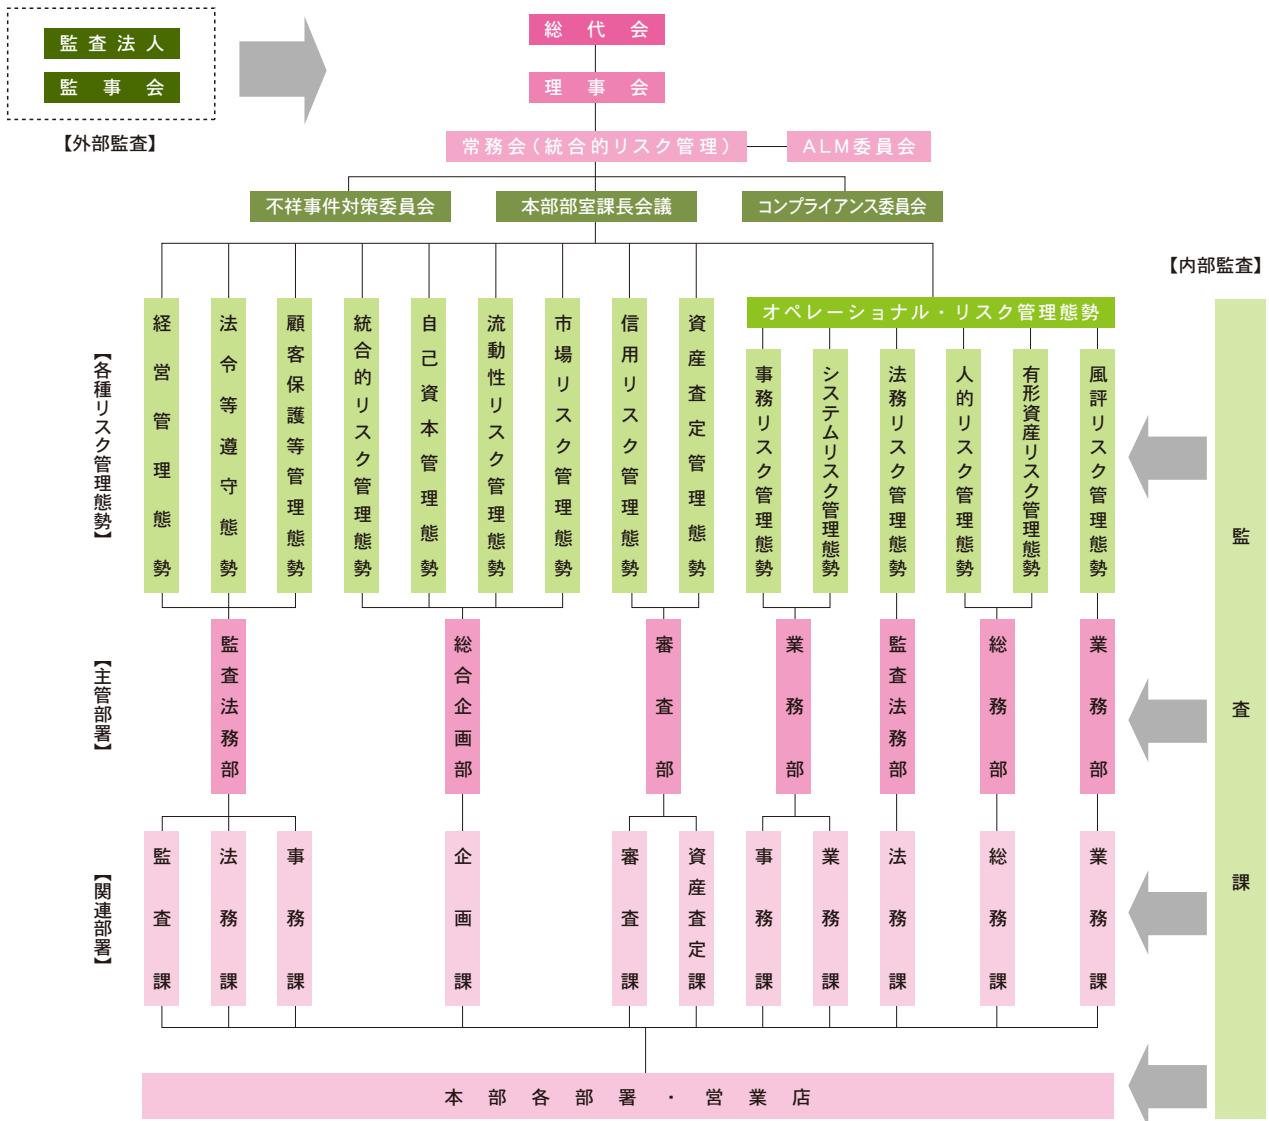 監査法人
監事会
【外部監査】
総代会
理事会
常務会(統合的リスク管理)
ALM委員会
不祥事件対策委員会
本部部室課長会議
コンプライアンス委員会
【内部監査】
【各種リスク管理態勢】
経営管理態勢
法令等遵守態勢
顧客保護等管理態勢
統合的リスク管理態勢
自己資本管理態勢
流動性リスク管理態勢
市場リスク管理態勢
信用リスク管理態勢
資産査定管理態勢
オペレーショナル・リスク管理態勢
事務リスク管理態勢
システムリスク管理態勢
法務リスク管理態勢
人的リスク管理態勢
有形資産リスク管理態勢
風評リスク管理態勢
【主管部署】
監査法務部
総合企画部
審査部
業務部
監査法務部
総務部
業務部
【関連部署】
監査課
法務課
事務課
企画課
審査課
資産査定課
事務課
業務課
法務課
総務課
業務課
監査課
本部各部署・営業店